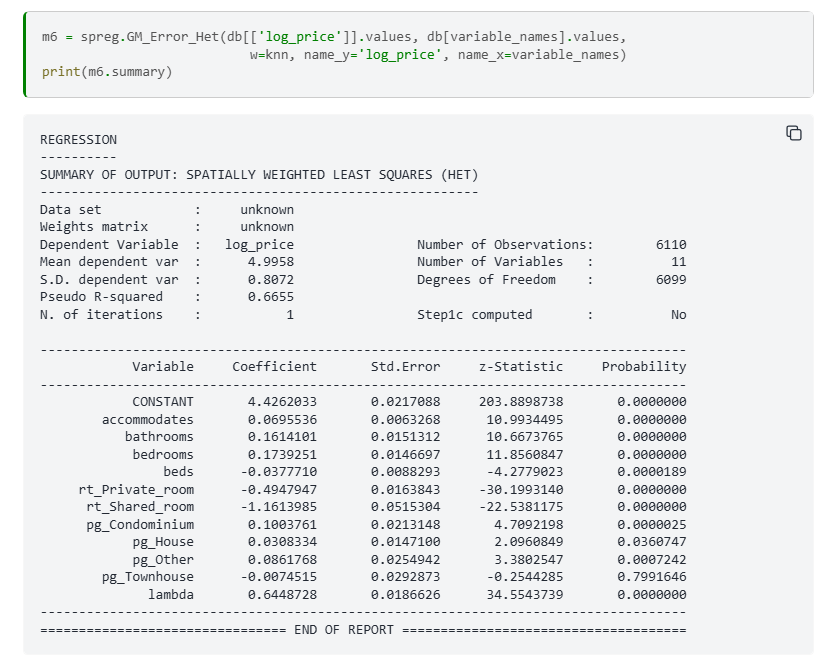 m6 = spreg.GM_Error_Het(db[['log_price']].values, db[variable_names].values,
                           w=knn, name_y='log_price', name_x=variable_names)
print(m6.summary)
REGRESSION
----------
SUMMARY OF OUTPUT: SPATIALLY WEIGHTED LEAST SQUARES (HET)
---------------------------------------------------------
Data set            :     unknown
Weights matrix      :     unknown
Dependent Variable  :   log_price                Number of Observations:        6110
Mean dependent var  :      4.9958                Number of Variables   :          11
S.D. dependent var  :      0.8072                Degrees of Freedom    :        6099
Pseudo R-squared    :      0.6655
N. of iterations    :           1                Step1c computed       :          No
------------------------------------------------------------------------------------
            Variable     Coefficient       Std.Error     z-Statistic     Probability
------------------------------------------------------------------------------------
            CONSTANT       4.4262033       0.0217088     203.8898738       0.0000000
        accommodates       0.0695536       0.0063268      10.9934495       0.0000000
           bathrooms       0.1614101       0.0151312      10.6673765       0.0000000
            bedrooms       0.1739251       0.0146697      11.8560847       0.0000000
                beds      -0.0377710       0.0088293      -4.2779023       0.0000189
     rt_Private_room      -0.4947947       0.0163843     -30.1993140       0.0000000
      rt_Shared_room      -1.1613985       0.0515304     -22.5381175       0.0000000
      pg_Condominium       0.1003761       0.0213148       4.7092198       0.0000025
            pg_House       0.0308334       0.0147100       2.0960849       0.0360747
            pg_Other       0.0861768       0.0254942       3.3802547       0.0007242
        pg_Townhouse      -0.0074515       0.0292873      -0.2544285       0.7991646
              lambda       0.6448728       0.0186626      34.5543739       0.0000000
------------------------------------------------------------------------------------
================================ END OF REPORT =====================================